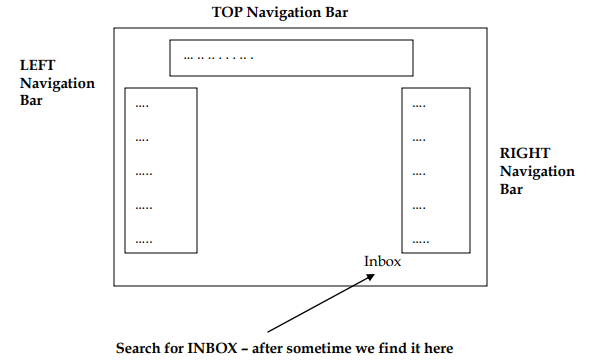 TOP Navigation Bar
... .. .. . . . .. .
LEFT
Navigation
Bar
....
....
.....
.....
.....
....
....
....
....
.....
RIGHT
Navigation
Bar
Inbox
Search for INBOX – after sometime we find it here